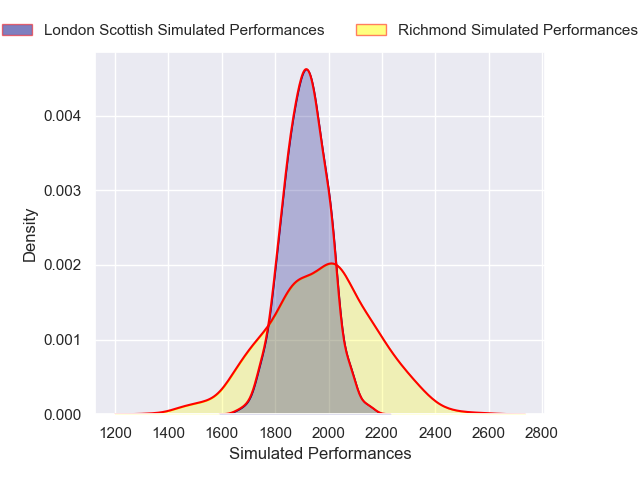 London Scottish Simulated Performances
Richmond Simulated Performances
Density
0.004
0.003
0.002
0.001
0.000
1200 1400 1600 1800 2000 2200 2400 2600 2800
Simulated Performances